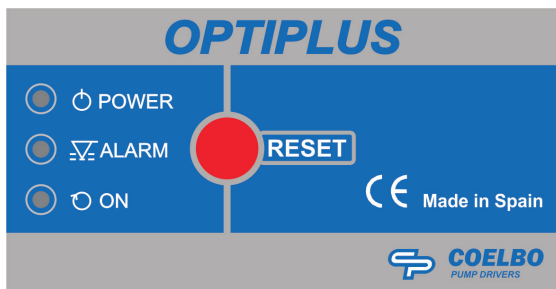 OPTIPLUS
POWER
ALARM
ON
RESET
CE Made in Spain
COELBO
PUMP DRIVERS